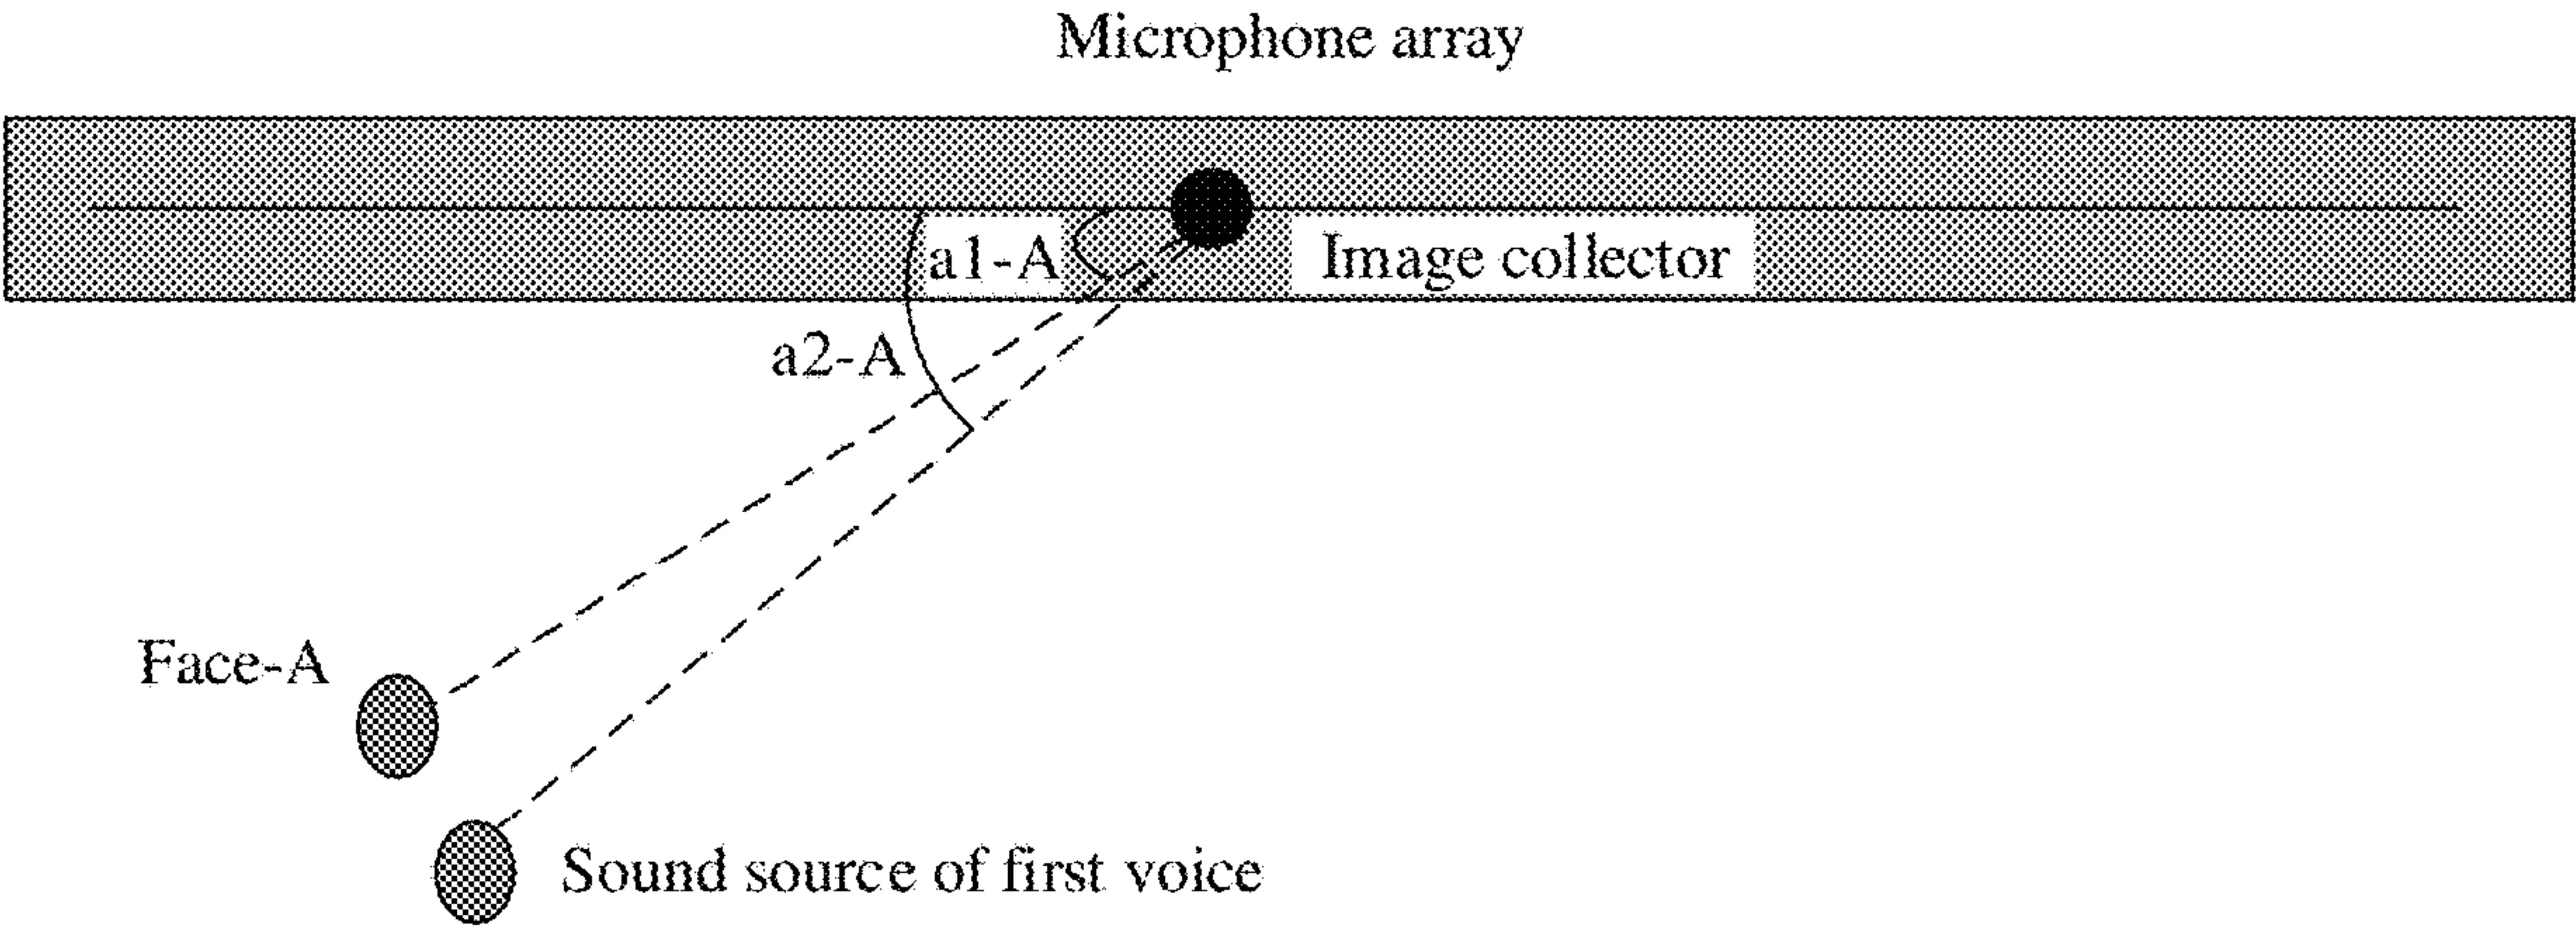 Microphone array
a1-A
Image collector
a2-A
Face-A
Sound source of first voice